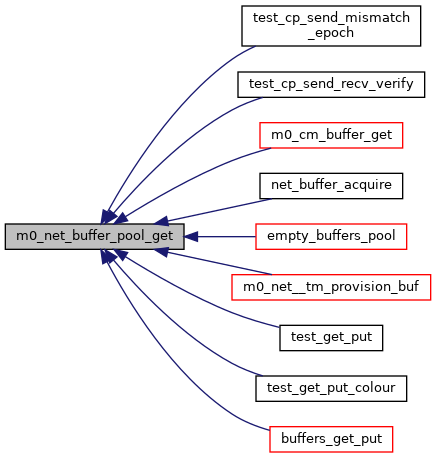 test_cp_send_mismatch
_epoch
test_cp_send_recv_verify
m0_cm_buffer_get
net_buffer_acquire
m0_net_buffer_pool_get
empty_buffers_pool
m0_net__tm_provision_buf
test_get_put
test_get_put_colour
buffers_get_put